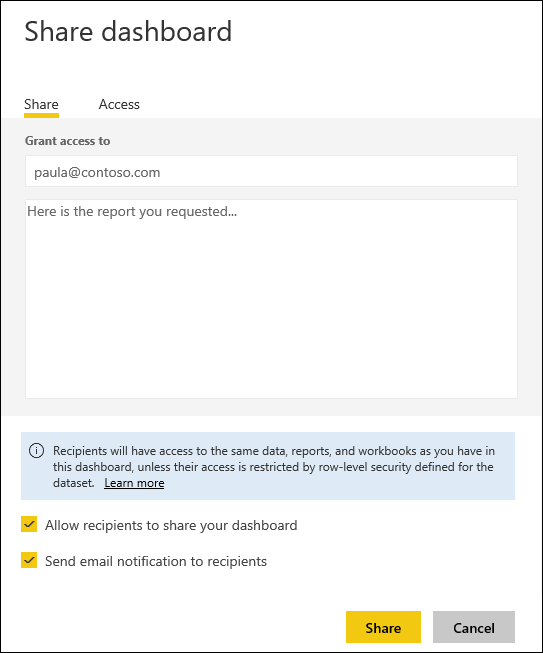 Share dashboard
Share Access
Grant access to
paula@contoso.com
Here is the report you requested...
Recipients will have access to the same data, reports, and workbooks as you have in
this dashboard, unless their access is restricted by row-level security defined for the
dataset. Learn more
Allow recipients to share your dashboard
Send email notification to recipients
Share Cancel